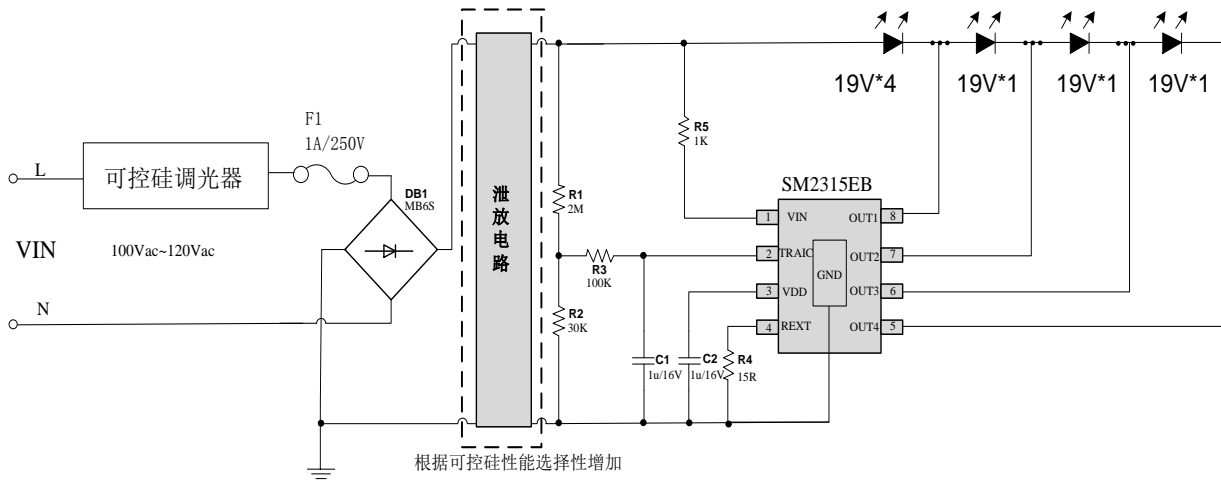 19V*4
19V*1
19V*1
19V*1
F1
1A/250V
R5
1K
L
可控硅调光器
DB1
MB6S
泄放电路
R1
2M
SM2315EB
1
VIN
OUT1
8
VIN
100Vac~120Vac
2
TRAIC
GND
OUT2
7
R3
100K
3
VDD
OUT3
6
N
R2
30K
4
REXT
OUT4
5
C1
1u/16V
C2
1u/16V
R4
15R
根据可控硅性能选择性增加